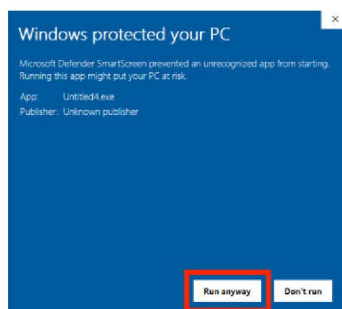 Windows protected your PC
Microsoft Defender SmartScreen prevented an unrecognized app from starting.
Running this app might put your PC at risk.
App: Untitled4.exe
Publisher: Unknown publisher
Run anyway Don't run